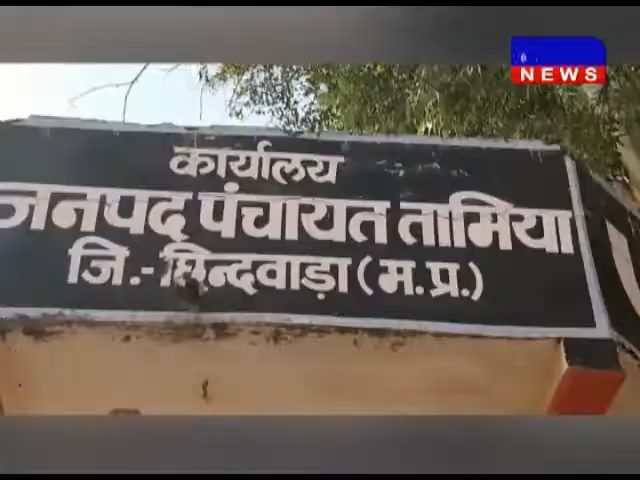 NEWS
कार्यालय
जनपद पंचायत तामिया
जि.- छिन्दवाड़ा (म.प्र.)